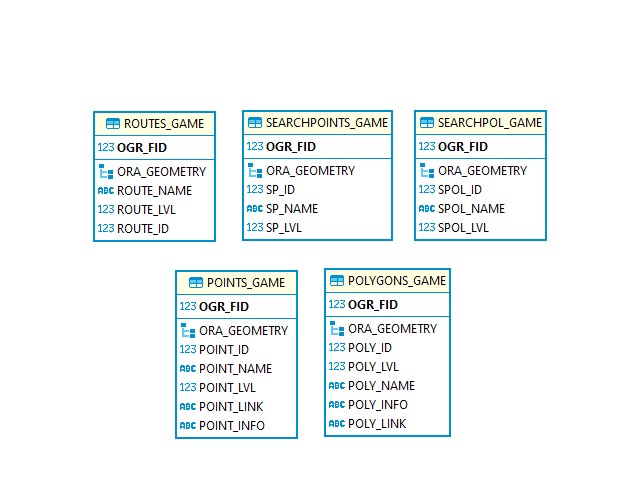 ROUTES_GAME
123 OGR_FID
ORA_GEOMETRY
ABC ROUTE_NAME
123 ROUTE_LVL
123 ROUTE_ID
SEARCHPOINTS_GAME
123 OGR_FID
ORA_GEOMETRY
123 SP_ID
ABC SP_NAME
123 SP_LVL
SEARCHPOL_GAME
123 OGR_FID
ORA_GEOMETRY
123 SPOL_ID
ABC SPOL_NAME
123 SPOL_LVL
POINTS_GAME
123 OGR_FID
ORA_GEOMETRY
123 POINT_ID
ABC POINT_NAME
123 POINT_LVL
ABC POINT_LINK
ABC POINT_INFO
POLYGONS_GAME
123 OGR_FID
ORA_GEOMETRY
123 POLY_ID
123 POLY_LVL
ABC POLY_NAME
ABC POLY_INFO
ABC POLY_LINK